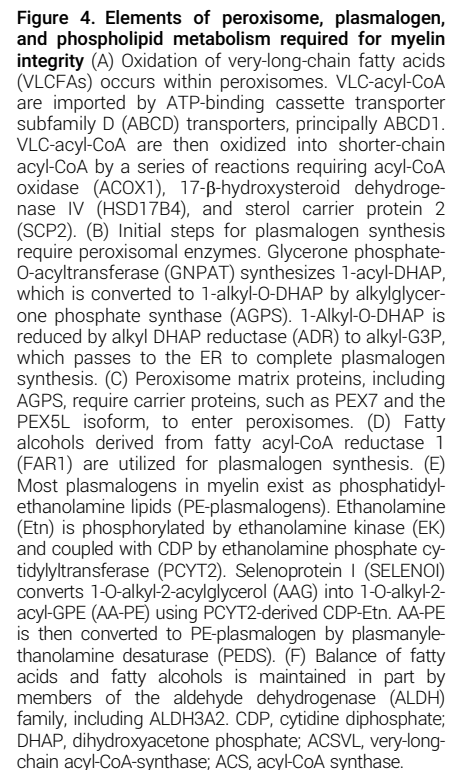 Figure 4. Elements of peroxisome, plasmalogen,
and phospholipid metabolism required for myelin
integrity (A) Oxidation of very-long-chain fatty acids
(VLCFAs) occurs within peroxisomes. VLC-acyl-CoA
are imported by ATP-binding cassette transporter
subfamily D (ABCD) transporters, principally ABCD1.
VLC-acyl-CoA are then oxidized into shorter-chain
acyl-CoA by a series of reactions requiring acyl-CoA
oxidase (ACOX1), 17-β-hydroxysteroid dehydroge-
nase IV (HSD17B4), and sterol carrier protein 2
(SCP2). (B) Initial steps for plasmalogen synthesis
require peroxisomal enzymes. Glycerone phosphate-
O-acyltransferase (GNPAT) synthesizes 1-acyl-DHAP,
which is converted to 1-alkyl-O-DHAP by alkylglycer-
one phosphate synthase (AGPS). 1-Alkyl-O-DHAP is
reduced by alkyl DHAP reductase (ADR) to alkyl-G3P,
which passes to the ER to complete plasmalogen
synthesis. (C) Peroxisome matrix proteins, including
AGPS, require carrier proteins, such as PEX7 and the
PEX5L isoform, to enter peroxisomes. (D) Fatty
alcohols derived from fatty acyl-CoA reductase 1
(FAR1) are utilized for plasmalogen synthesis. (E)
Most plasmalogens in myelin exist as phosphatidyl-
ethanolamine lipids (PE-plasmalogens). Ethanolamine
(Etn) is phosphorylated by ethanolamine kinase (EK)
and coupled with CDP by ethanolamine phosphate cy-
tidylyltransferase (PCYT2). Selenoprotein I (SELENOI)
converts 1-O-alkyl-2-acylglycerol (AAG) into 1-O-alkyl-2-
acyl-GPE (AA-PE) using PCYT2-derived CDP-Etn. AA-PE
is then converted to PE-plasmalogen by plasmanyle-
thanolamine desaturase (PEDS). (F) Balance of fatty
acids and fatty alcohols is maintained in part by
members of the aldehyde dehydrogenase (ALDH)
family, including ALDH3A2. CDP, cytidine diphosphate;
DHAP, dihydroxyacetone phosphate; ACSVL, very-long-
chain acyl-CoA-synthase; ACS, acyl-CoA synthase.